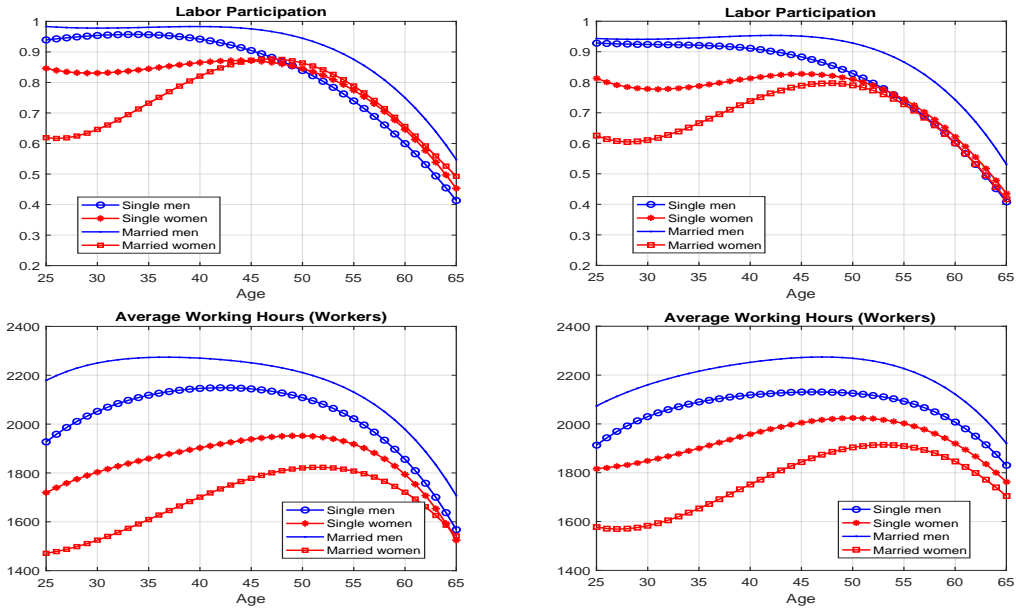 Labor Participation
1
0.9
0.8
0.7
0.6
0.5
0.4
0.3
0.2
Single men
Single women
Married men
Married women
25 30 35 40 45 50 55 60 65
Age
Labor Participation
1
0.9
0.8
0.7
0.6
0.5
0.4
0.3
0.2
Single men
Single women
Married men
Married women
25 30 35 40 45 50 55 60 65
Age
Average Working Hours (Workers)
2400
2200
2000
1800
1600
1400
Single men
Single women
Married men
Married women
25 30 35 40 45 50 55 60 65
Age
Average Working Hours (Workers)
2400
2200
2000
1800
1600
1400
Single men
Single women
Married men
Married women
25 30 35 40 45 50 55 60 65
Age